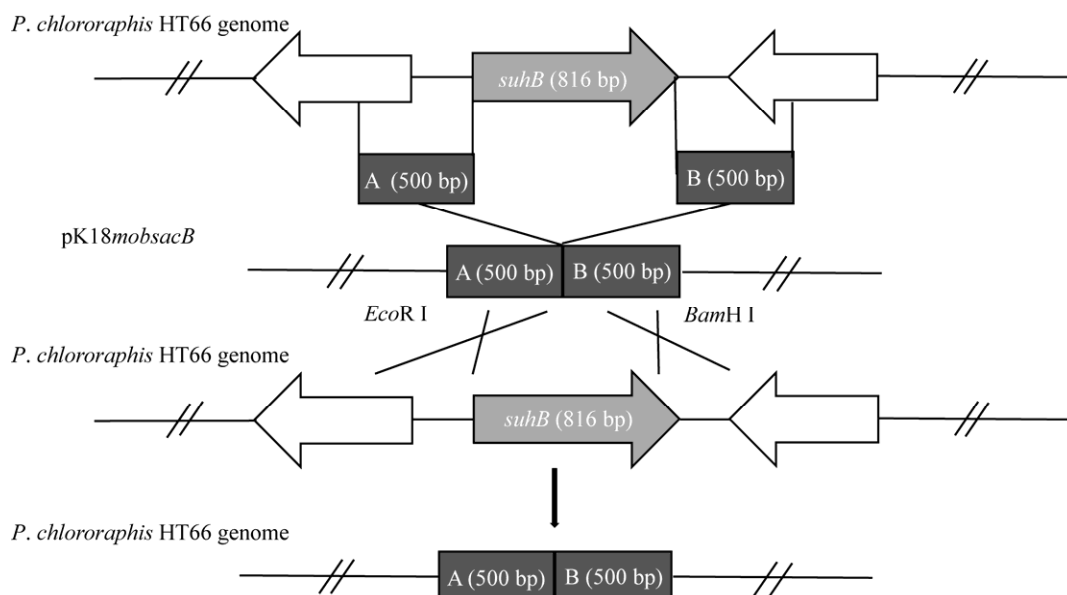 P. chlororaphis HT66 genome
suhB (816 bp)
A (500 bp)
B (500 bp)
pK18mobsacB
A (500 bp) B (500 bp)
EcoR I
BamH I
P. chlororaphis HT66 genome
suhB (816 bp)
P. chlororaphis HT66 genome
A (500 bp) B (500 bp)